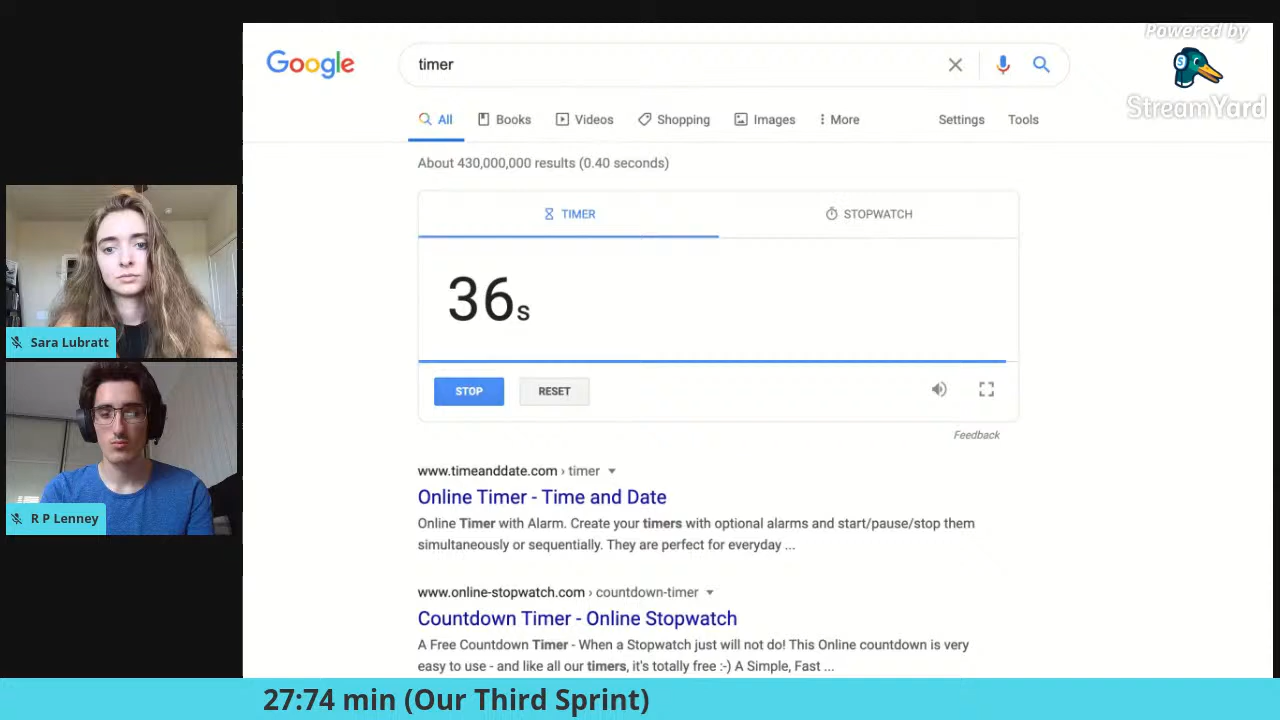 Powered by
StreamYard
Google
timer
All
Books
Videos
Shopping
Images
More
Settings
Tools
About 430,000,000 results (0.40 seconds)
TIMER
STOPWATCH
36s
STOP
RESET
Feedback
www.timeanddate.com › timer
Online Timer - Time and Date
Online Timer with Alarm. Create your timers with optional alarms and start/pause/stop them
simultaneously or sequentially. They are perfect for everyday ...
www.online-stopwatch.com › countdown-timer
Countdown Timer - Online Stopwatch
A Free Countdown Timer - When a Stopwatch just will not do! This Online countdown is very
easy to use - and like all our timers, it's totally free :-) A Simple, Fast ...
Sara Lubratt
R P Lenney
27:74 min (Our Third Sprint)